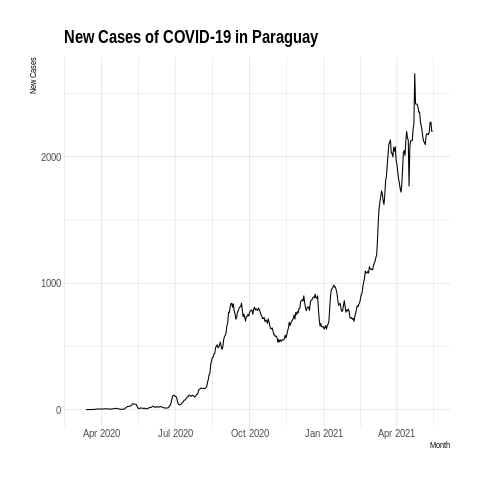 New Cases of COVID-19 in Paraguay
New Cases
2000
1000
0
Apr 2020 Jul 2020 Oct 2020 Jan 2021 Apr 2021
Month